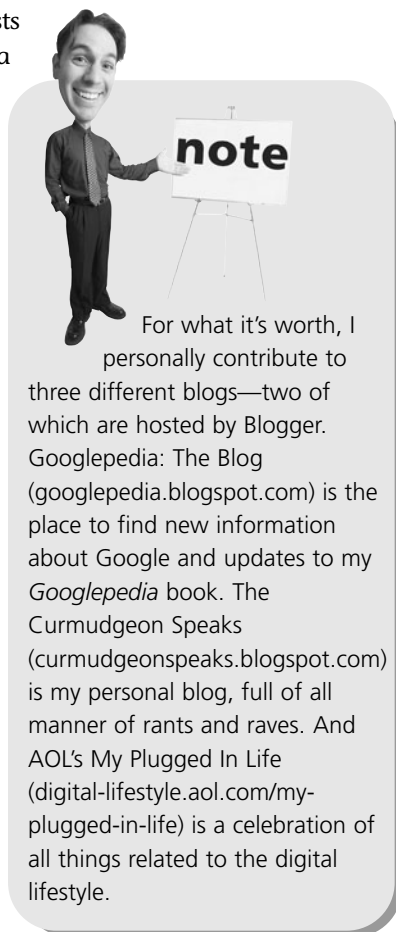 sts
a
note
For what it's worth, I
personally contribute to
three different blogs—two of
which are hosted by Blogger.
Googlepedia: The Blog
(googlepedia.blogspot.com) is the
place to find new information
about Google and updates to my
Googlepedia book. The
Curmudgeon Speaks
(curmudgeonspeaks.blogspot.com)
is my personal blog, full of all
manner of rants and raves. And
AOL's My Plugged In Life
(digital-lifestyle.aol.com/my-
plugged-in-life) is a celebration of
all things related to the digital
lifestyle.